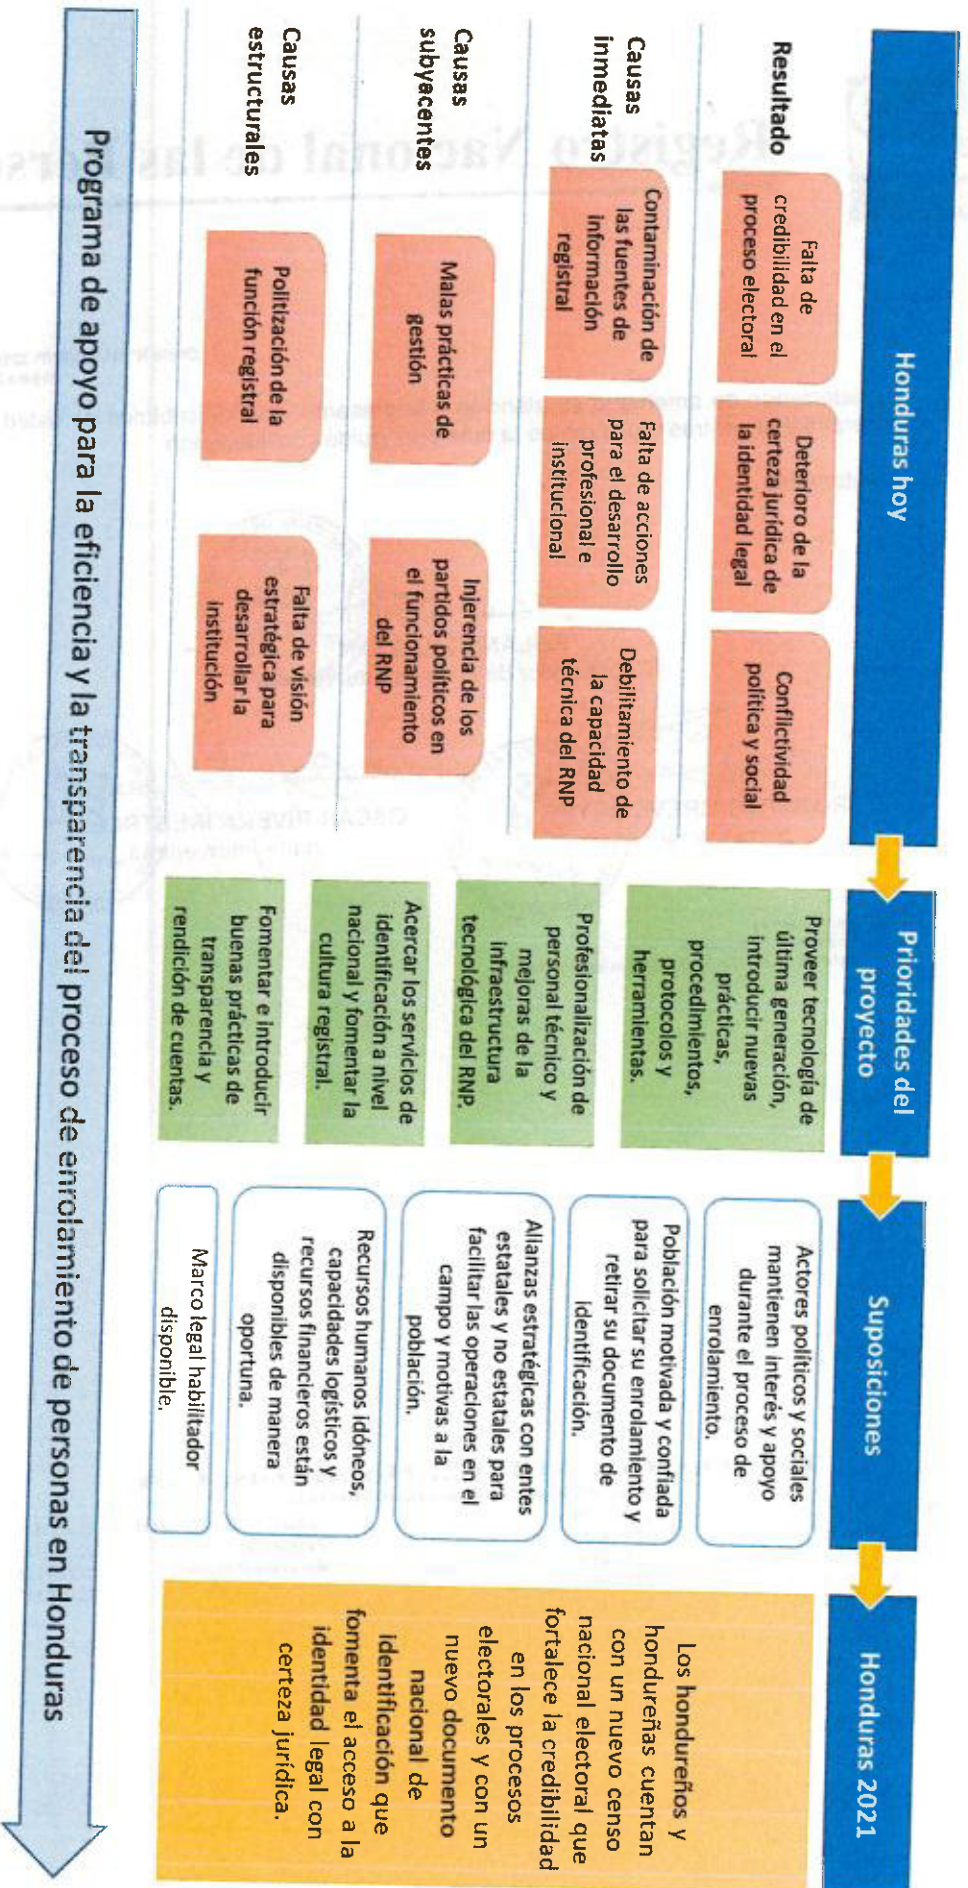 Honduras hoy
Resultado
Falta de
credibilidad en el
proceso electoral
Deterioro de la
certeza jurídica de
la identidad legal
Conflictividad
política y social
Causas
inmediatas
Contaminación de
las fuentes de
información
registral
Falta de acciones
para el desarrollo
profesional e
institucional
Debilitamiento de
la capacidad
técnica del RNP
Causas
subyacentes
Malas prácticas de
gestión
Injerencia de los
partidos políticos en
el funcionamiento
del RNP
Causas
estructurales
Politización de la
función registral
Falta de visión
estratégica para
desarrollar la
institución
Prioridades del
proyecto
Proveer tecnología de
última generación,
introducir nuevas
prácticas,
procedimientos,
protocolos y
herramientas.
Profesionalización de
personal técnico y
mejoras de la
infraestructura
tecnológica del RNP.
Acercar los servicios de
identificación a nivel
nacional y fomentar la
cultura registral.
Fomentar e introducir
buenas prácticas de
transparencia y
rendición de cuentas.
Suposiciones
Actores políticos y sociales
mantienen interés y apoyo
durante el proceso de
enrolamiento.
Población motivada y confiada
para solicitar su enrolamiento y
retirar su documento de
identificación.
Alianzas estratégicas con entes
estatales y no estatales para
facilitar las operaciones en el
campo y motivas a la
población.
Recursos humanos idóneos,
capacidades logísticos y
recursos financieros están
disponibles de manera
oportuna.
Marco legal habilitador
disponible.
Honduras 2021
Los hondureños y
hondureñas cuentan
con un nuevo censo
nacional electoral que
fortalece la credibilidad
en los procesos
electorales y con un
nuevo documento
nacional de
identificación que
fomenta el acceso a la
identidad legal con
certeza jurídica.
Programa de apoyo para la eficiencia y la transparencia del proceso de enrolamiento de personas en Honduras
Registro Nacional de las